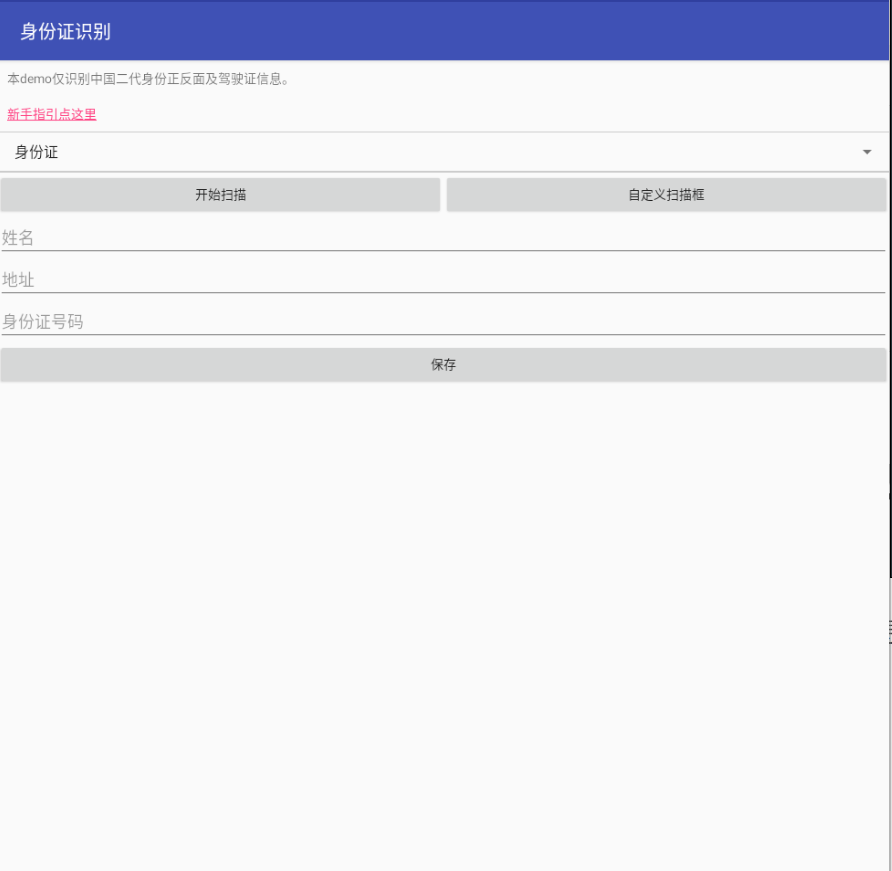 身份证识别
本demo仅识别中国二代身份正反面及驾驶证信息。
新手指引点这里
身份证
开始扫描 自定义扫描框
姓名
地址
身份证号码
保存